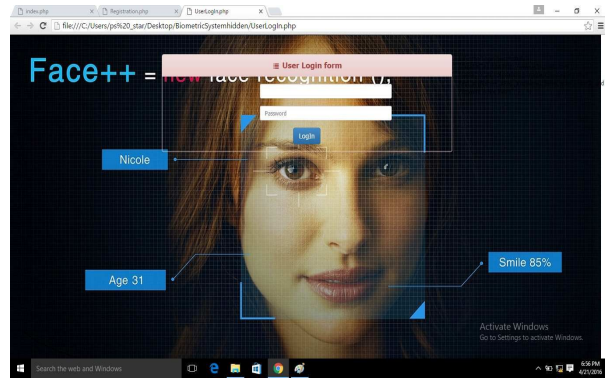 index.php
Registration.php
UserLogin.php
file:///C:/Users/ps%20_star/Desktop/BiometricSystemhidden/UserLogin.php
User Login form
Face++ = new face recognition ();
Password
LogIn
Nicole
Smile 85%
Age 31
Activate Windows
Go to Settings to activate Windows.
Search the web and Windows
6:56 PM
4/21/2016